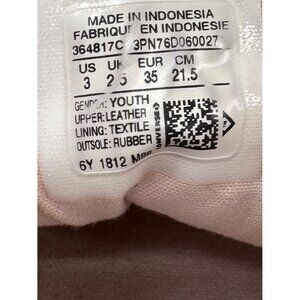 MADE IN INDONESIA
FABRIQUÉ EN INDONESIE
364817C 3PN76D060027
US UK EUR CM
3 2.5 35 21.5
GENDER: YOUTH
UPPER:LEATHER
LINING: TEXTILE
OUTSOLE: RUBBER
6Y 1812